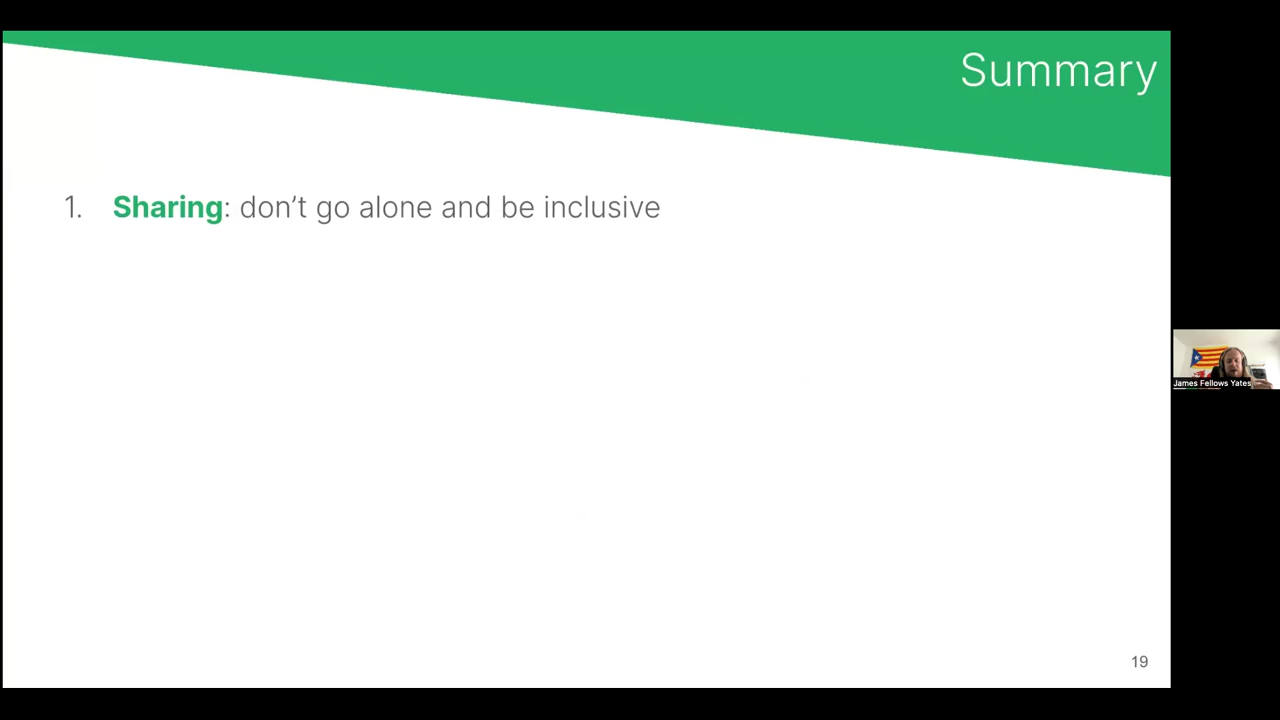 Summary
1. Sharing: don't go alone and be inclusive
James Fellows Yates
19